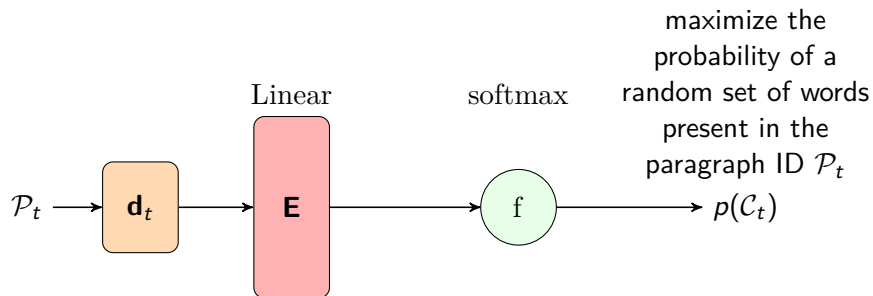 maximize the
probability of a
random set of words
present in the
paragraph ID 𝒫_t
Linear
softmax
𝒫_t
d_t
E
f
p(𝒞_t)